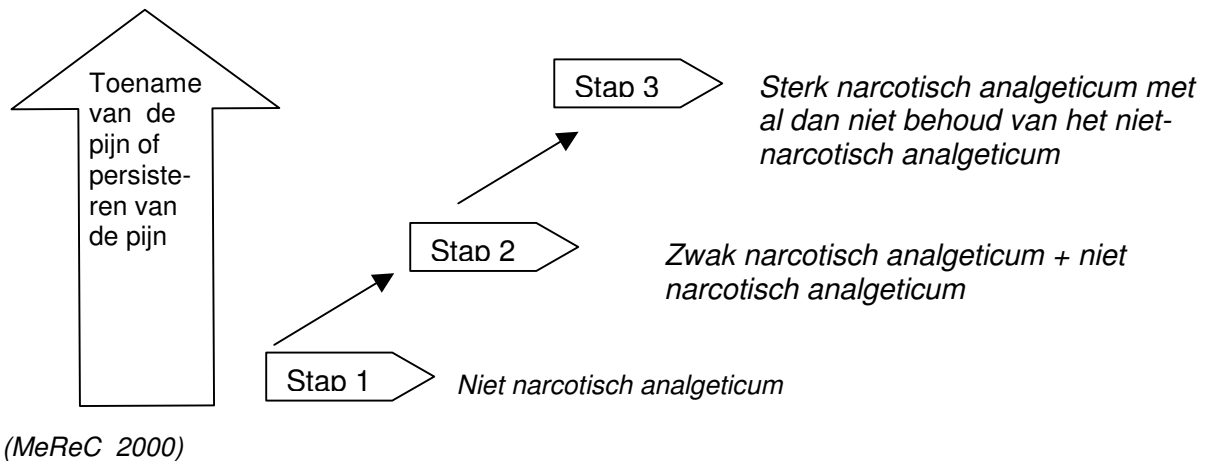 Toename
van de
pijn of
persiste-
ren van
de pijn
Stap 3
Sterk narcotisch analgeticum met
al dan niet behoud van het niet-
narcotisch analgeticum
Stap 2
Zwak narcotisch analgeticum + niet
narcotisch analgeticum
Stap 1
Niet narcotisch analgeticum
(MeReC 2000)